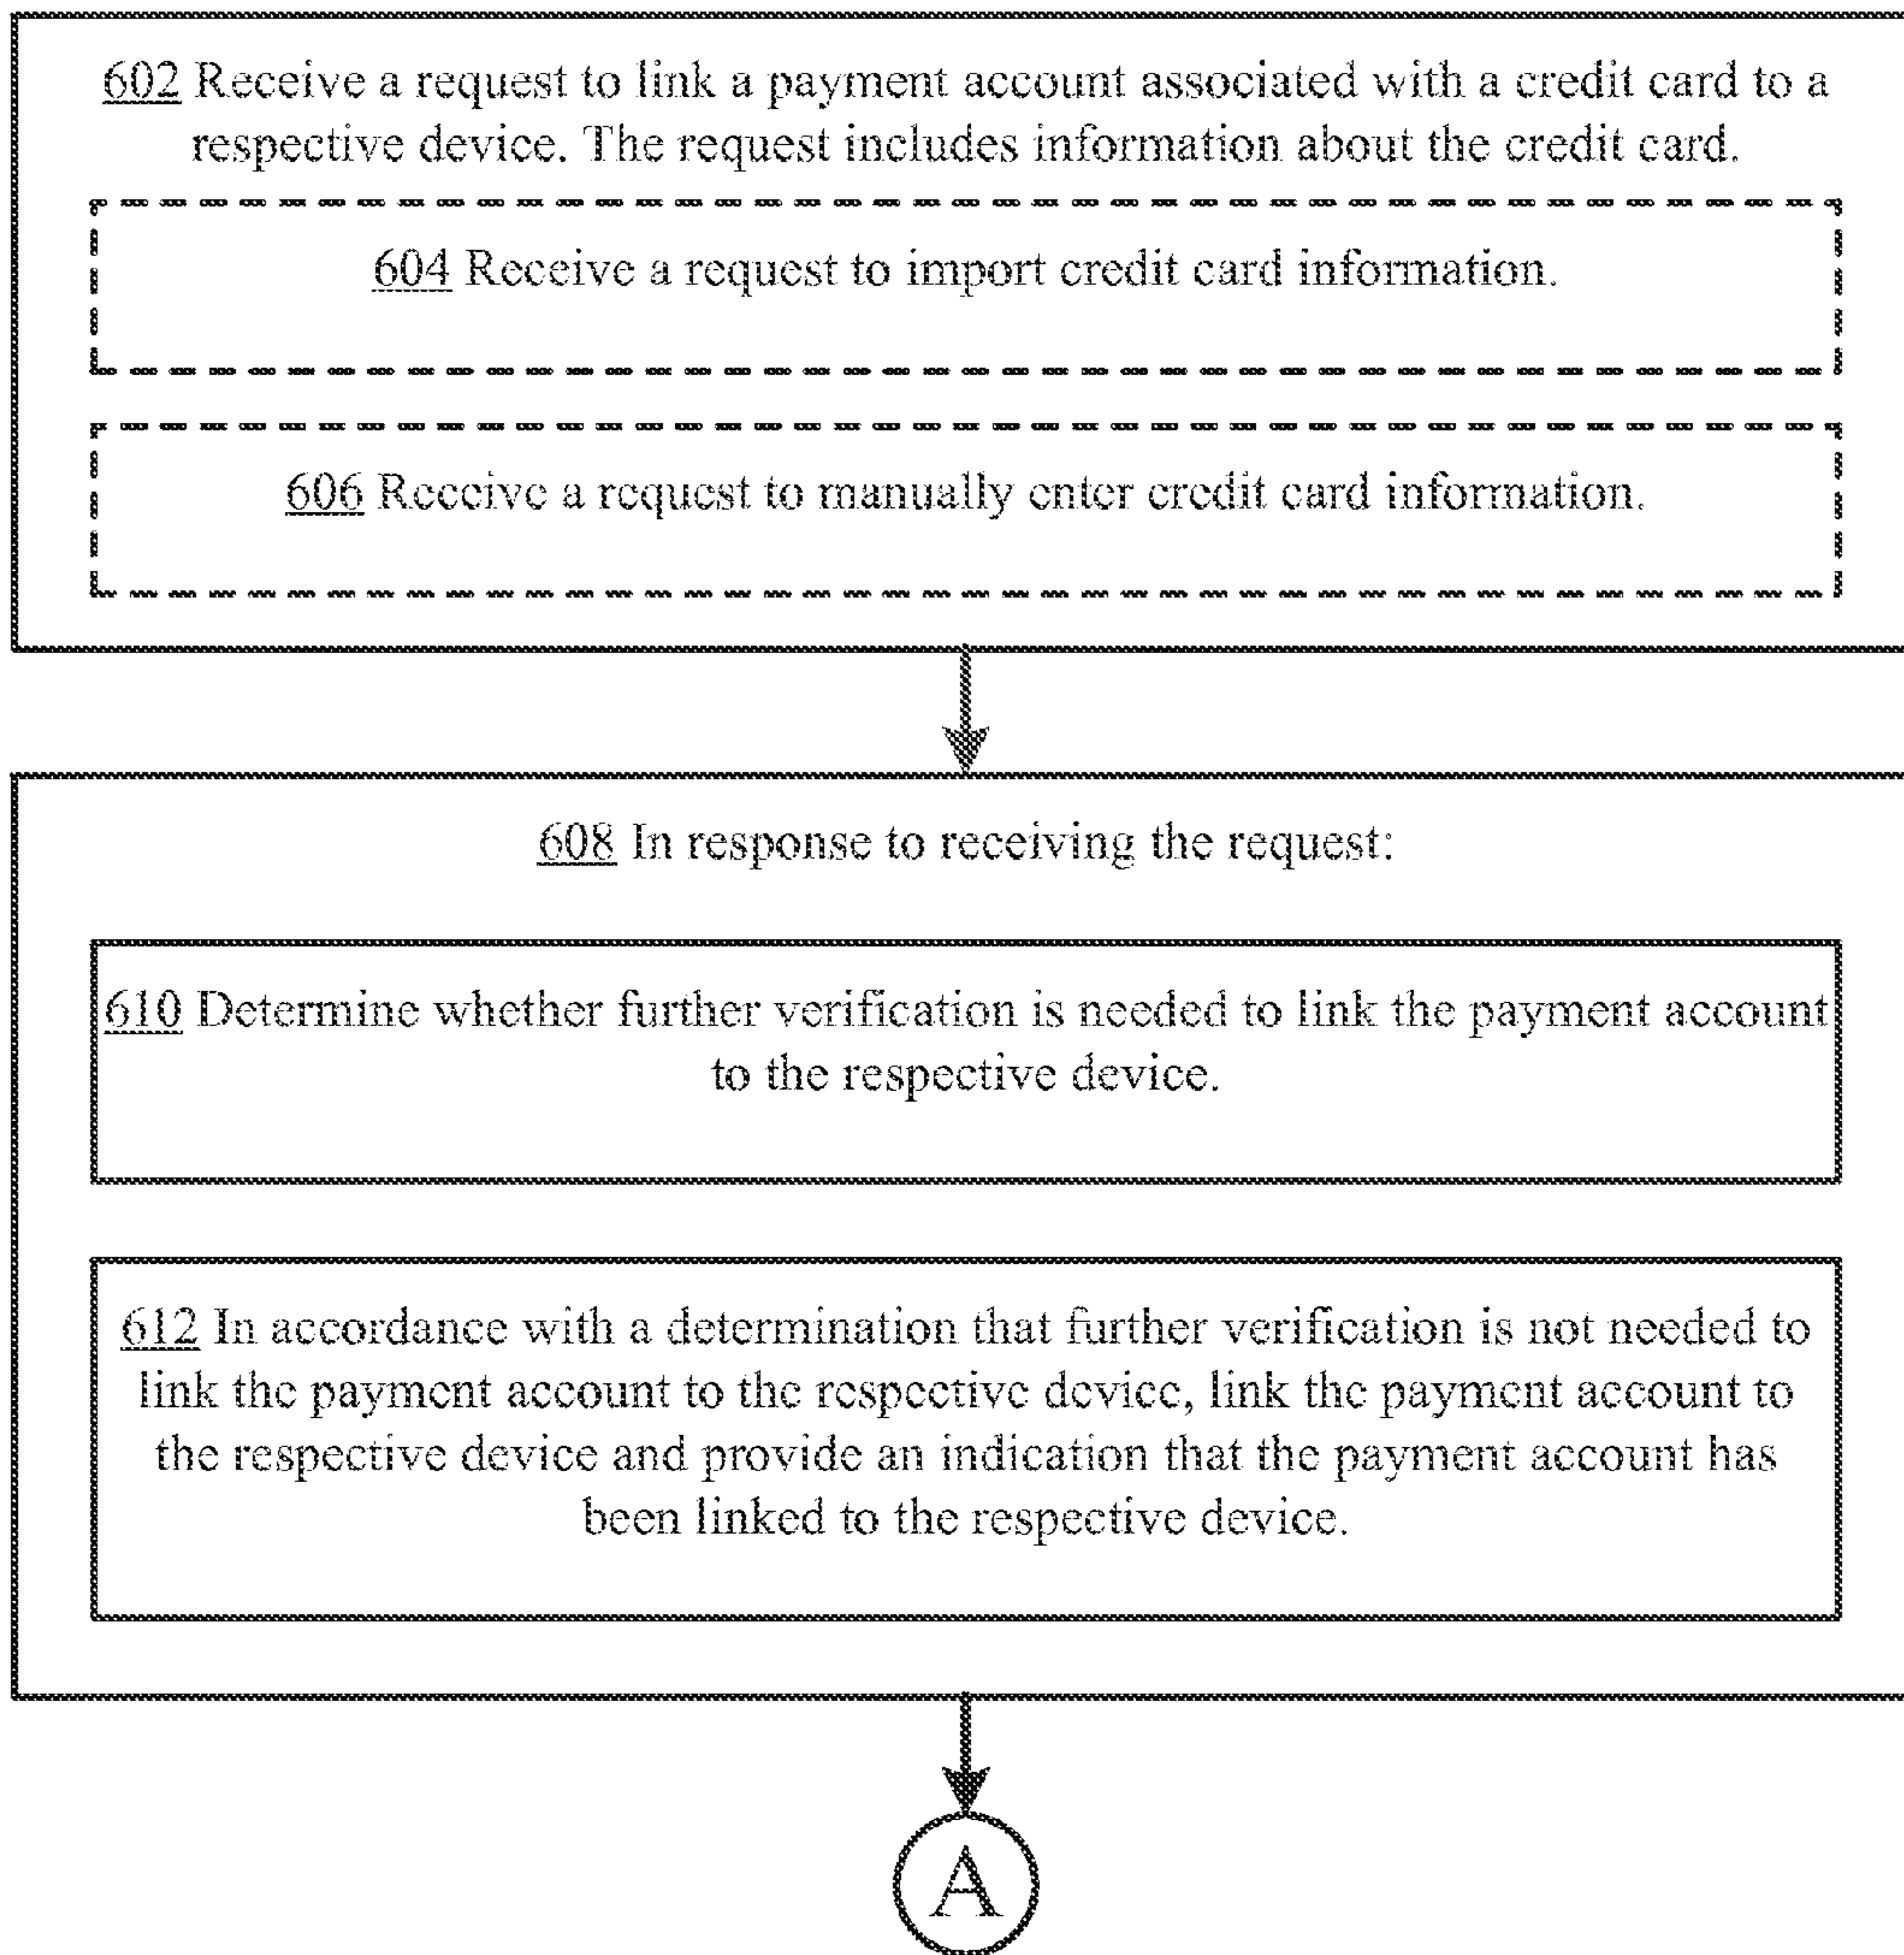 602 Receive a request to link a payment account associated with a credit card to a
respective device. The request includes information about the credit card.
604 Receive a request to import credit card information.
606 Receive a request to manually enter credit card information.
608 In response to receiving the request:
610 Determine whether further verification is needed to link the payment account
to the respective device.
612 In accordance with a determination that further verification is not needed to
link the payment account to the respective device, link the payment account to
the respective device and provide an indication that the payment account has
been linked to the respective device.
A